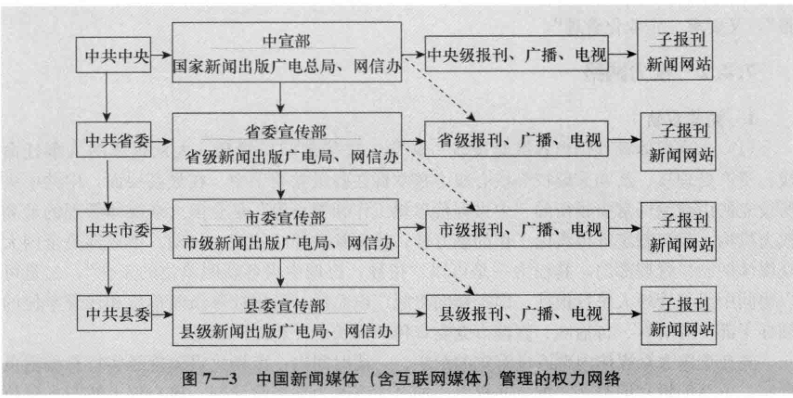 中共中央
中宣部
国家新闻出版广电总局、网信办
中央级报刊、广播、电视
子报刊
新闻网站
中共省委
省委宣传部
省级新闻出版广电局、网信办
省级报刊、广播、电视
子报刊
新闻网站
中共市委
市委宣传部
市级新闻出版广电局、网信办
市级报刊、广播、电视
子报刊
新闻网站
中共县委
县委宣传部
县级新闻出版广电局、网信办
县级报刊、广播、电视
子报刊
新闻网站
图 7—3 中国新闻媒体（含互联网媒体）管理的权力网络